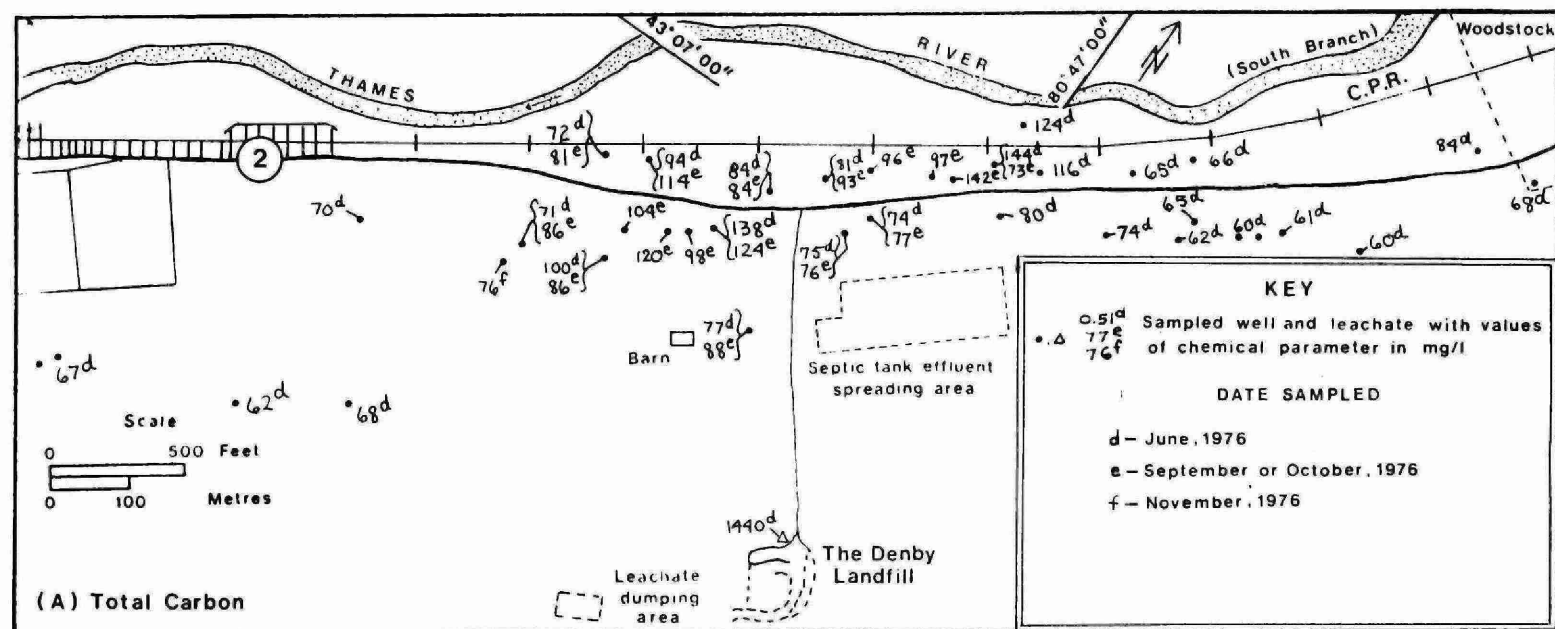 43°07'00"
RIVER
80°47'00"
N
(South Branch)
Woodstock
THAMES
C.P.R.
2
72d
81e
94d
114e
84d
84e
81d
93e
96e
97e
142e
144d
73e
124d
116d
65d
66d
84d
68d
70d
71d
86e
104e
120e
98e
138d
124e
74d
77e
75d
76e
80d
74d
65d
62d
60d
61d
60d
76f
100d
86e
77d
88e
Barn
Septic tank effluent
spreading area
67d
62d
68d
Scale
0 500 Feet
0 100 Metres
KEY
0.51d
77e
76f
Sampled well and leachate with values
of chemical parameter in mg/l
DATE SAMPLED
d – June, 1976
e – September or October, 1976
f – November, 1976
1440d
The Denby
Landfill
Leachate
dumping
area
(A) Total Carbon